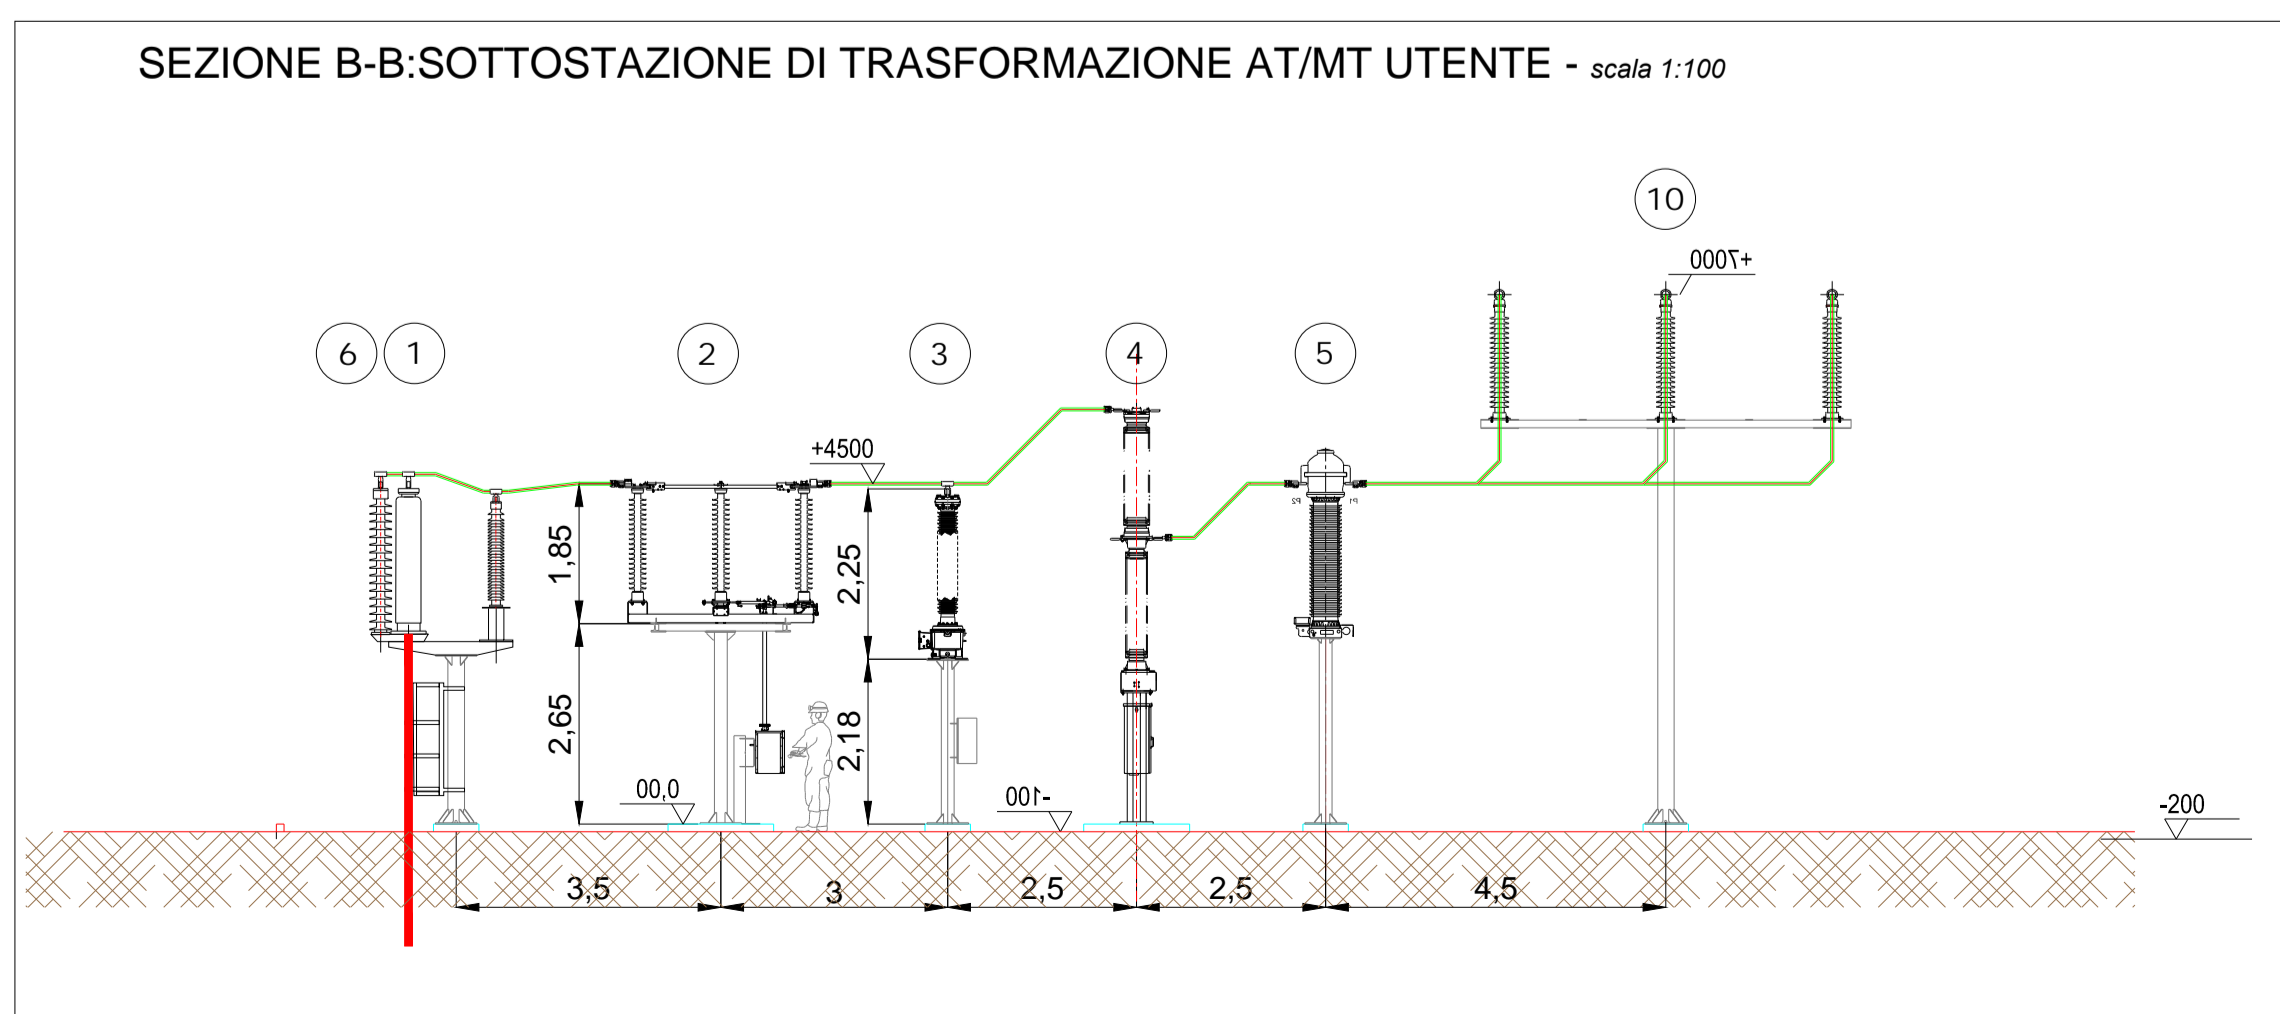 SEZIONE B-B:SOTTOSTAZIONE DI TRASFORMAZIONE AT/MT UTENTE - scala 1:100
10
+7000
6 1 2 3 4 5
+4500
P2 P1
1,85
2,25
2,65
2,18
00,0
-100
-200
3,5 3 2,5 2,5 4,5